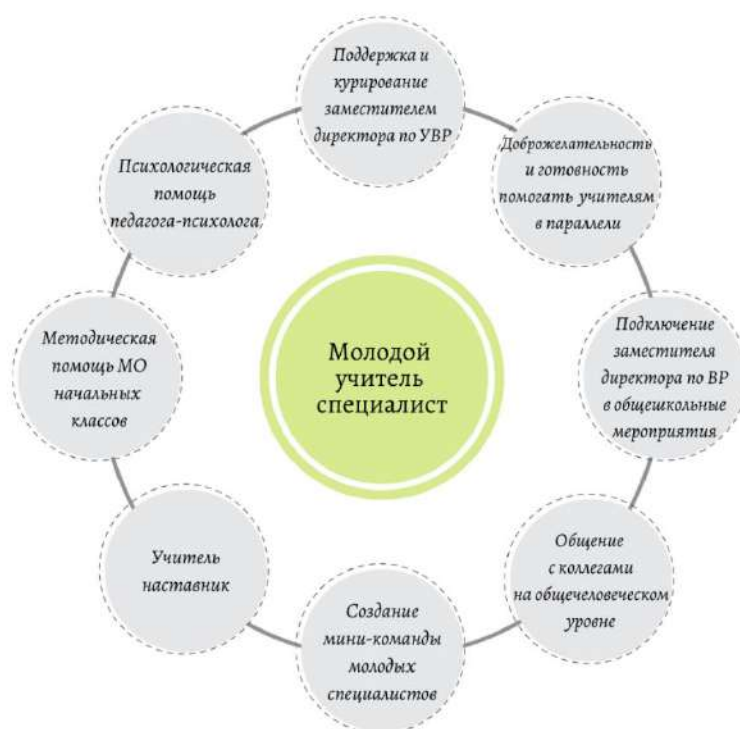 Поддержка и
курирование
заместителем
директора по УВР
Доброжелательность
и готовность
помогать учителям
в параллели
Подключение
заместителя
директора по ВР
в общешкольные
мероприятия
Общение
с коллегами
на общечеловеческом
уровне
Создание
мини-команды
молодых
специалистов
Учитель
наставник
Методическая
помощь МО
начальных
классов
Психологическая
помощь
педагога-психолога
Молодой
учитель
специалист